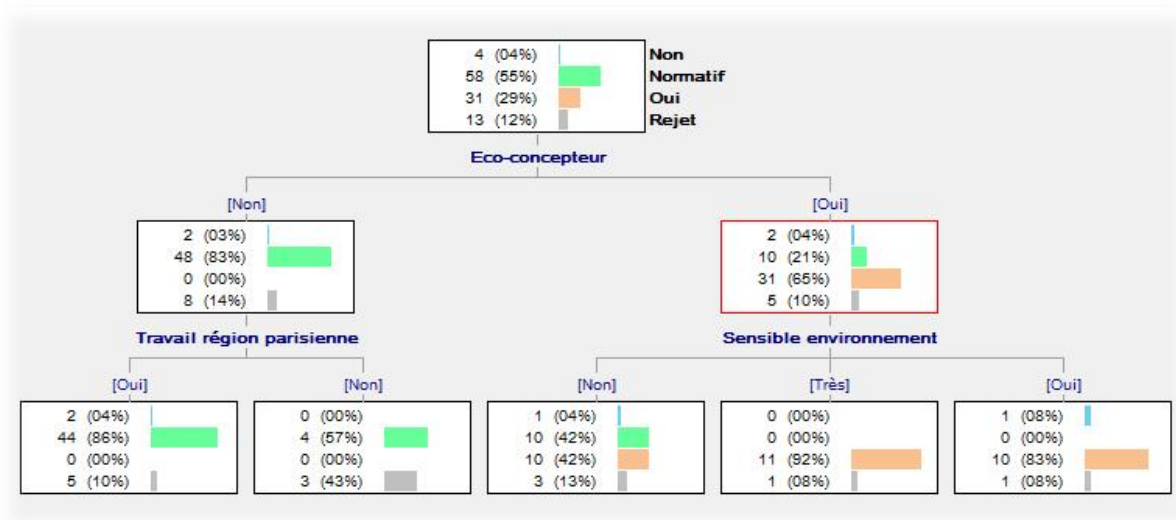 4 (04%) Non
58 (55%) Normatif
31 (29%) Oui
13 (12%) Rejet
Eco-concepteur
[Non]
2 (03%)
48 (83%)
0 (00%)
8 (14%)
[Oui]
2 (04%)
10 (21%)
31 (65%)
5 (10%)
Travail région parisienne
Sensible environnement
[Oui]
2 (04%)
44 (86%)
0 (00%)
5 (10%)
[Non]
0 (00%)
4 (57%)
0 (00%)
3 (43%)
[Non]
1 (04%)
10 (42%)
10 (42%)
3 (13%)
[Très]
0 (00%)
0 (00%)
11 (92%)
1 (08%)
[Oui]
1 (08%)
0 (00%)
10 (83%)
1 (08%)